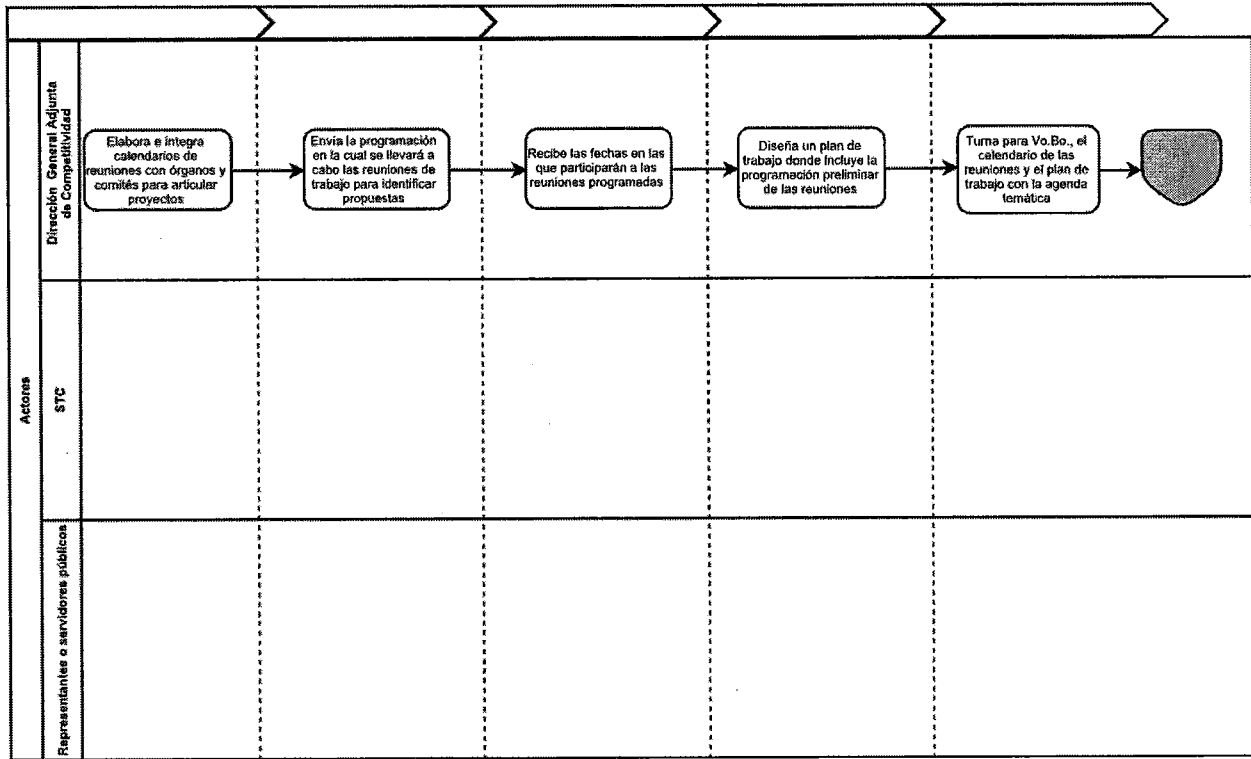 Actores
Dirección General Adjunta
de Competitividad
Elabora e integra
calendarios de
reuniones con órganos y
comités para articular
proyectos
Envía la programación
en la cual se llevará a
cabo las reuniones de
trabajo para identificar
propuestas
Recibe las fechas en las
que participarán a las
reuniones programadas
Diseña un plan de
trabajo donde incluye la
programación preliminar
de las reuniones
Turna para Vo.Bo., el
calendario de las
reuniones y el plan de
trabajo con la agenda
temática
STC
Representantes o servidores públicos